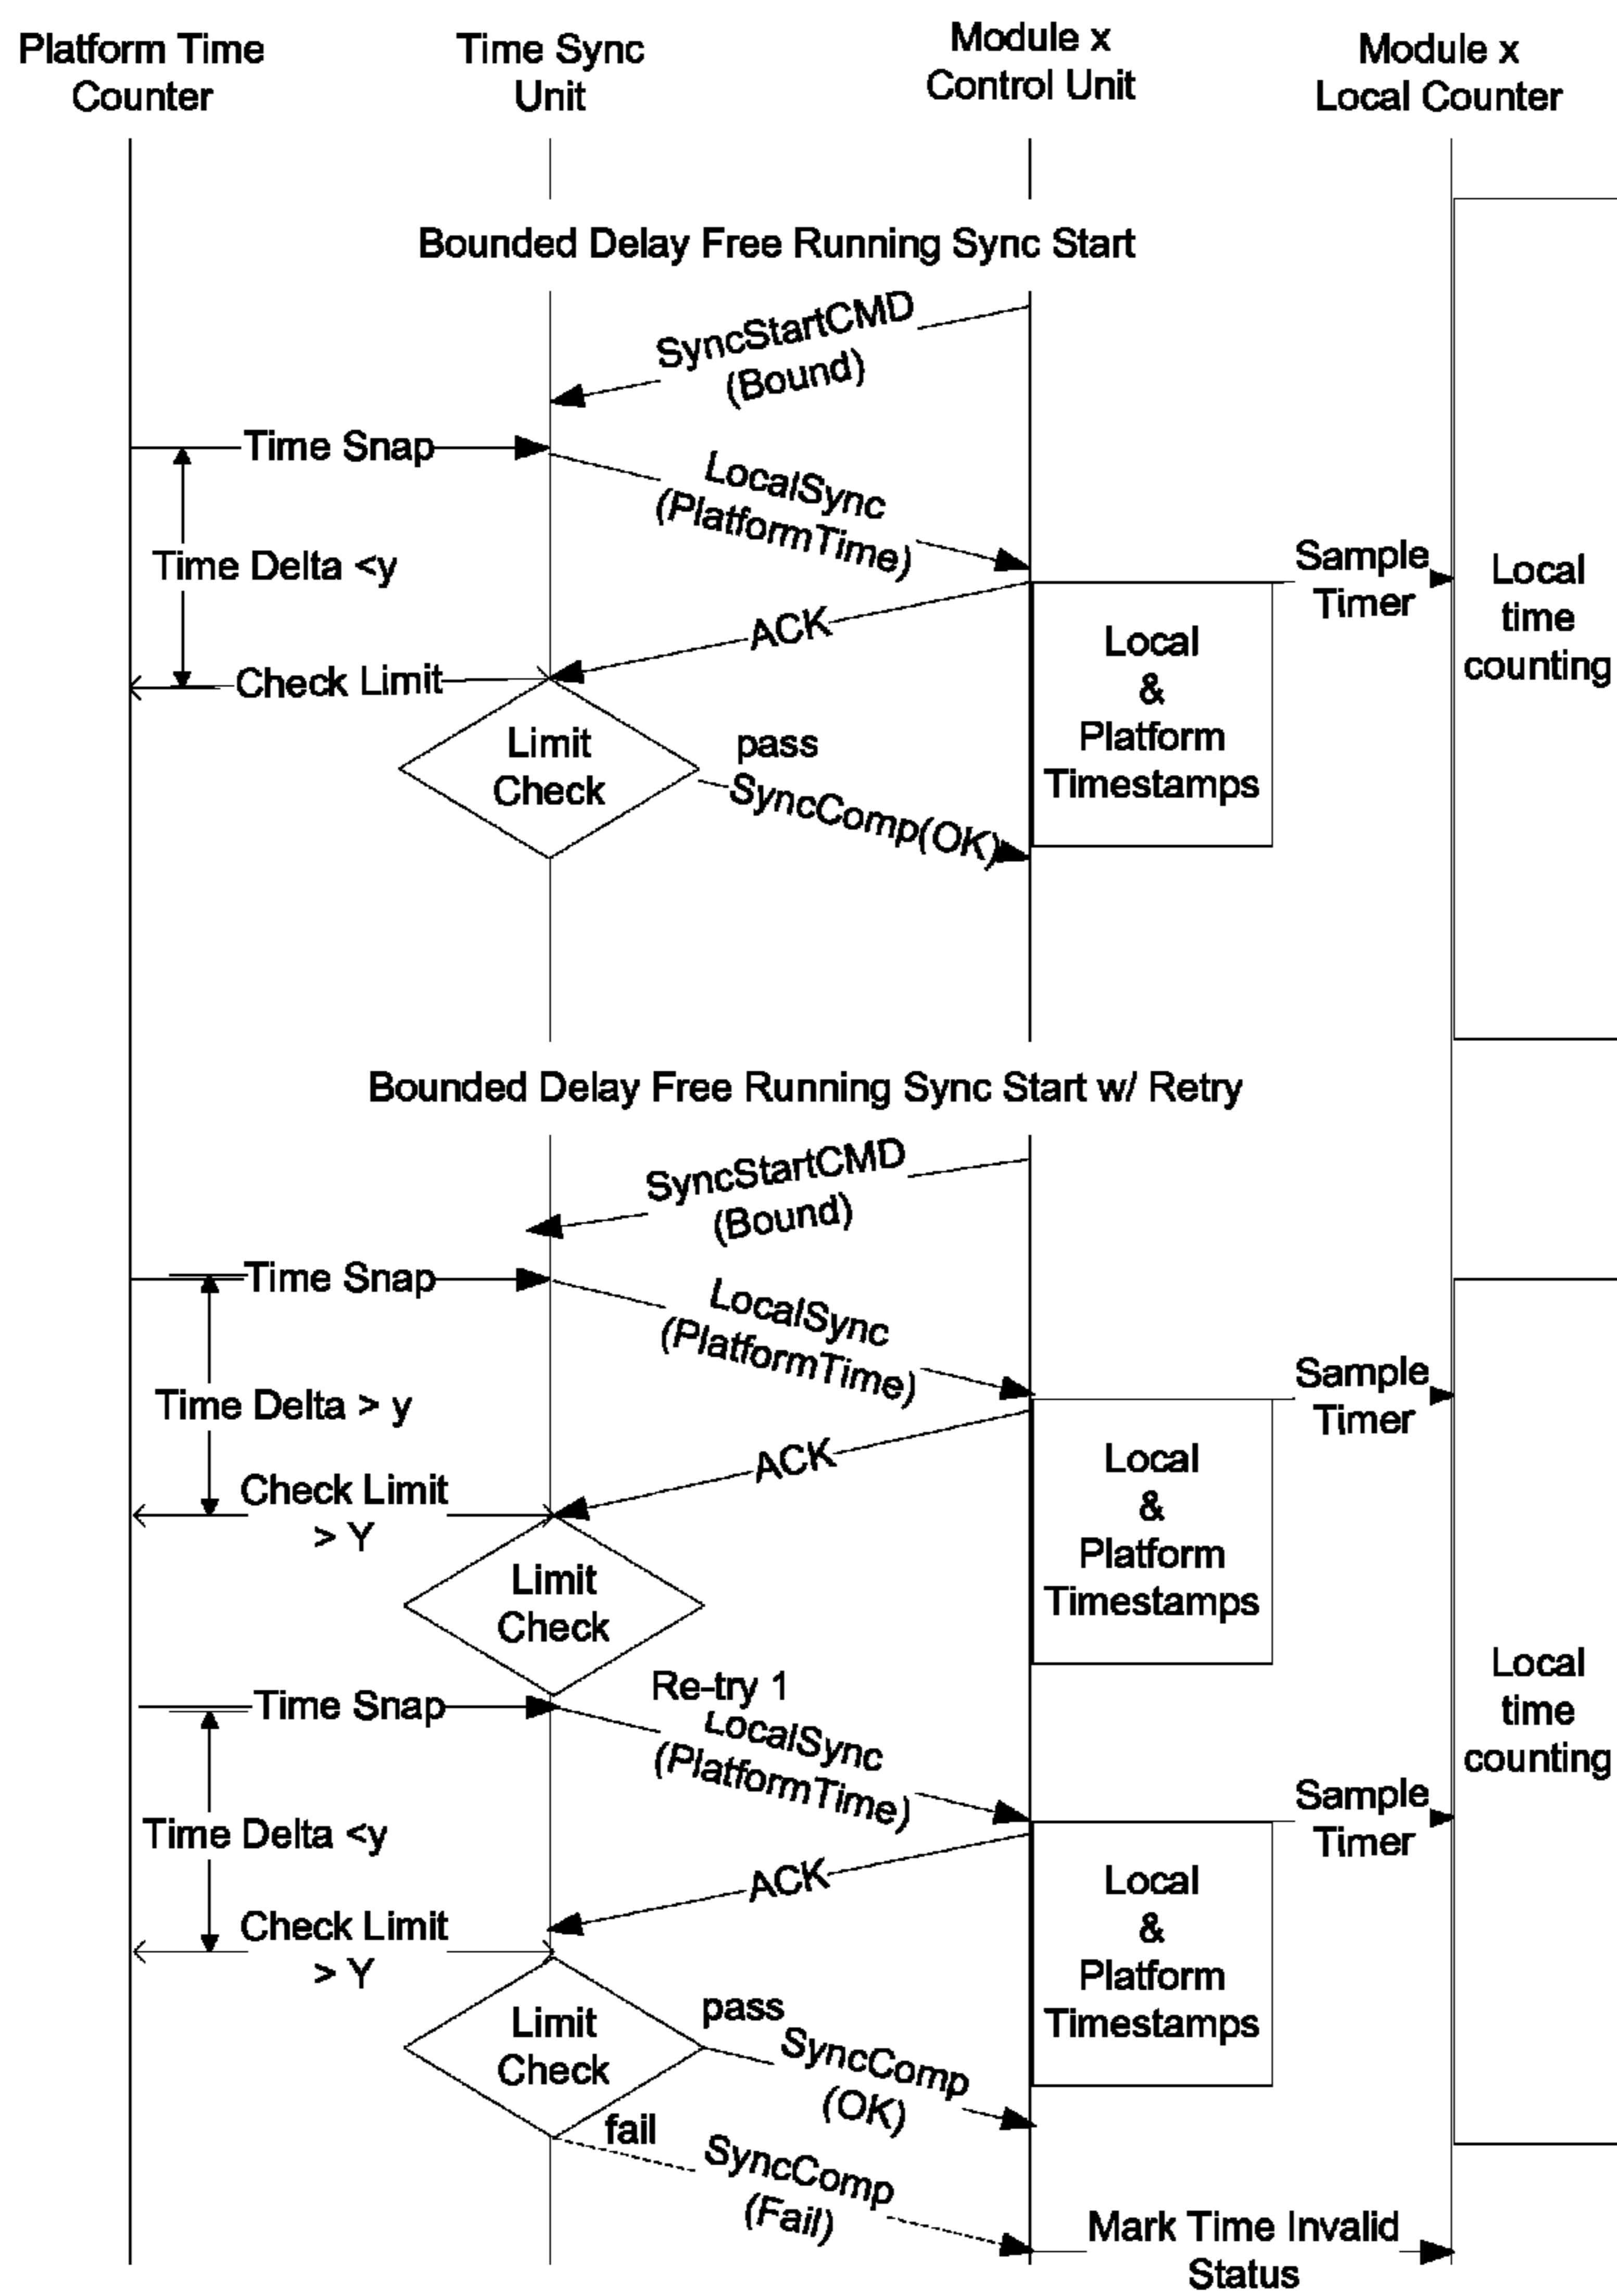 Platform Time
Counter
Time Sync
Unit
Module x
Control Unit
Module x
Local Counter
Bounded Delay Free Running Sync Start
SyncStartCMD
(Bound)
Time Snap
LocalSync
(PlatformTime)
Time Delta <y
Sample
Timer
ACK
Check Limit
Local
&
Platform
Timestamps
Local
time
counting
Limit
Check
pass
SyncComp(OK)
Bounded Delay Free Running Sync Start w/ Retry
SyncStartCMD
(Bound)
Time Snap
LocalSync
(PlatformTime)
Time Delta > y
Sample
Timer
ACK
Check Limit
> Y
Local
&
Platform
Timestamps
Limit
Check
Re-try 1
Time Snap
LocalSync
(PlatformTime)
Local
time
counting
Time Delta <y
Sample
Timer
ACK
Check Limit
> Y
Local
&
Platform
Timestamps
Limit
Check
pass
SyncComp
(OK)
fail
SyncComp
(Fail)
Mark Time Invalid
Status